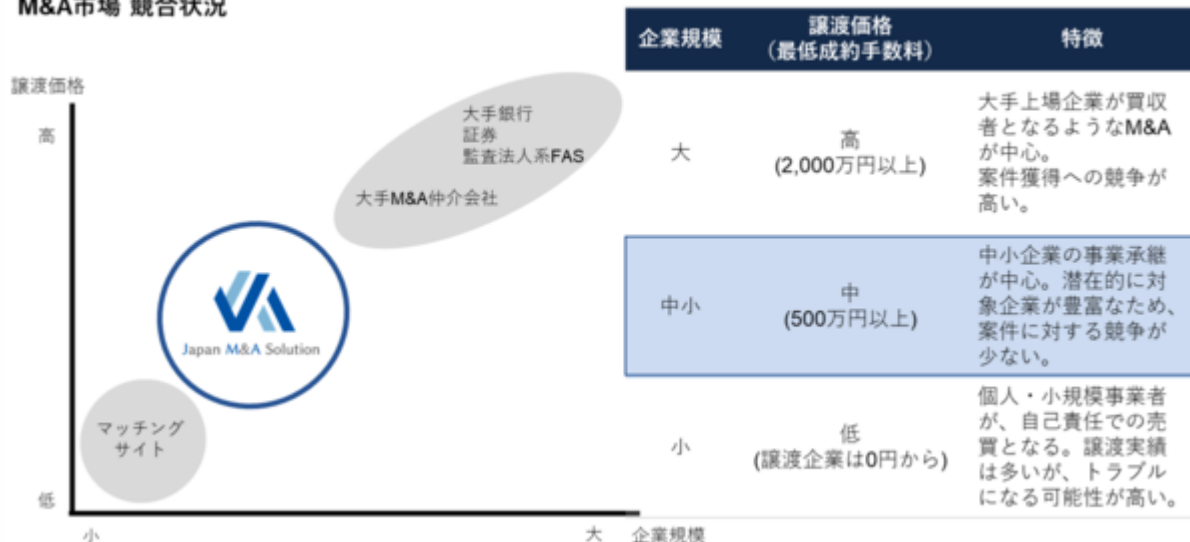 M&A市場 競合状況
譲渡価格
高
大手銀行
証券
監査法人系FAS
大手M&A仲介会社
Japan M&A Solution
マッチング
サイト
低
小
大
企業規模
企業規模
譲渡価格
（最低成約手数料）
特徴
大
高
(2,000万円以上)
大手上場企業が買収
者となるようなM&A
が中心。
案件獲得への競争が
高い。
中小
中
(500万円以上)
中小企業の事業承継
が中心。潜在的に対
象企業が豊富なため、
案件に対する競争が
少ない。
小
低
(譲渡企業は0円から)
個人・小規模事業者
が、自己責任での売
買となる。譲渡実績
は多いが、トラブル
になる可能性が高い。